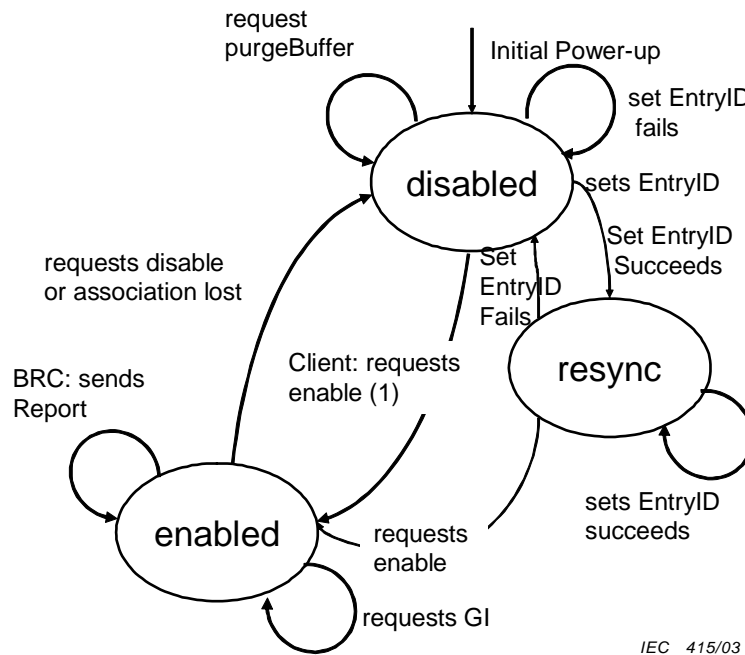 request
purgeBuffer
Initial Power-up
set EntryID
fails
disabled
sets EntryID
Set EntryID
Succeeds
Set
EntryID
Fails
requests disable
or association lost
Client: requests
enable (1)
resync
BRC: sends
Report
enabled
requests
enable
sets EntryID
succeeds
requests GI
IEC 415/03